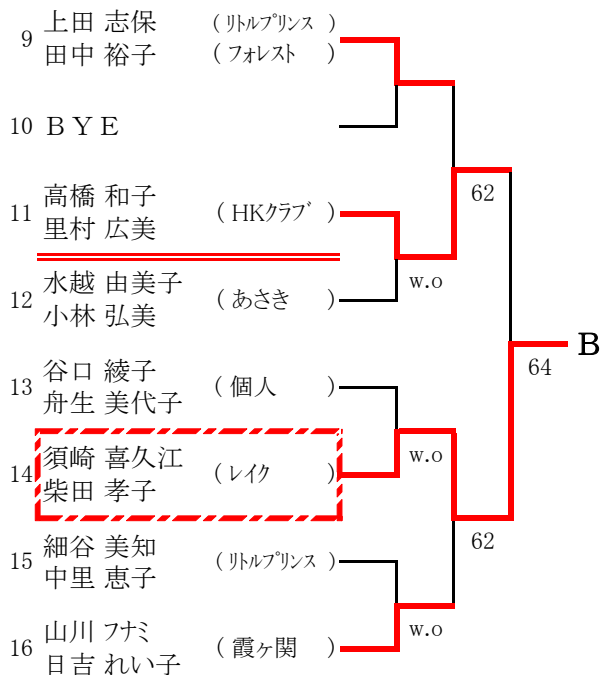 上田 志保 (リトルプリンス)
9
田中 裕子 (フォレスト)
10 ＢＹＥ
62
高橋 和子
11 (HKクラブ)
里村 広美
w.o
水越 由美子
12 (あさき)
小林 弘美
B
64
谷口 綾子
13 (個人)
舟生 美代子
w.o
須崎 喜久江
14 (レイク)
柴田 孝子
62
細谷 美知
15 (リトルプリンス)
中里 恵子
w.o
山川 フナミ
16 (霞ヶ関)
日吉 れい子